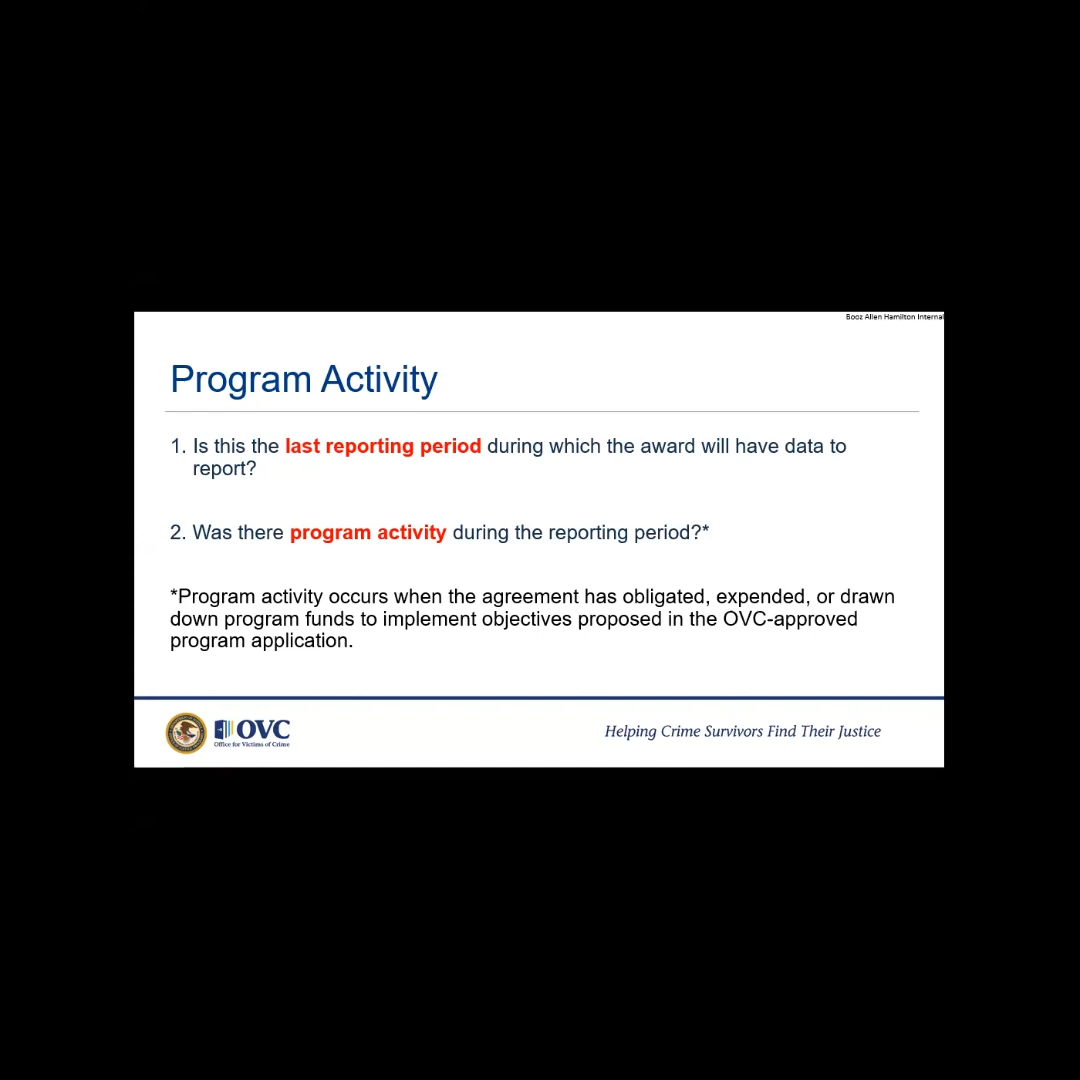 Booz Allen Hamilton Internal
Program Activity
1. Is this the last reporting period during which the award will have data to
report?
2. Was there program activity during the reporting period?*
*Program activity occurs when the agreement has obligated, expended, or drawn
down program funds to implement objectives proposed in the OVC-approved
program application.
OVC
Office for Victims of Crime
Helping Crime Survivors Find Their Justice